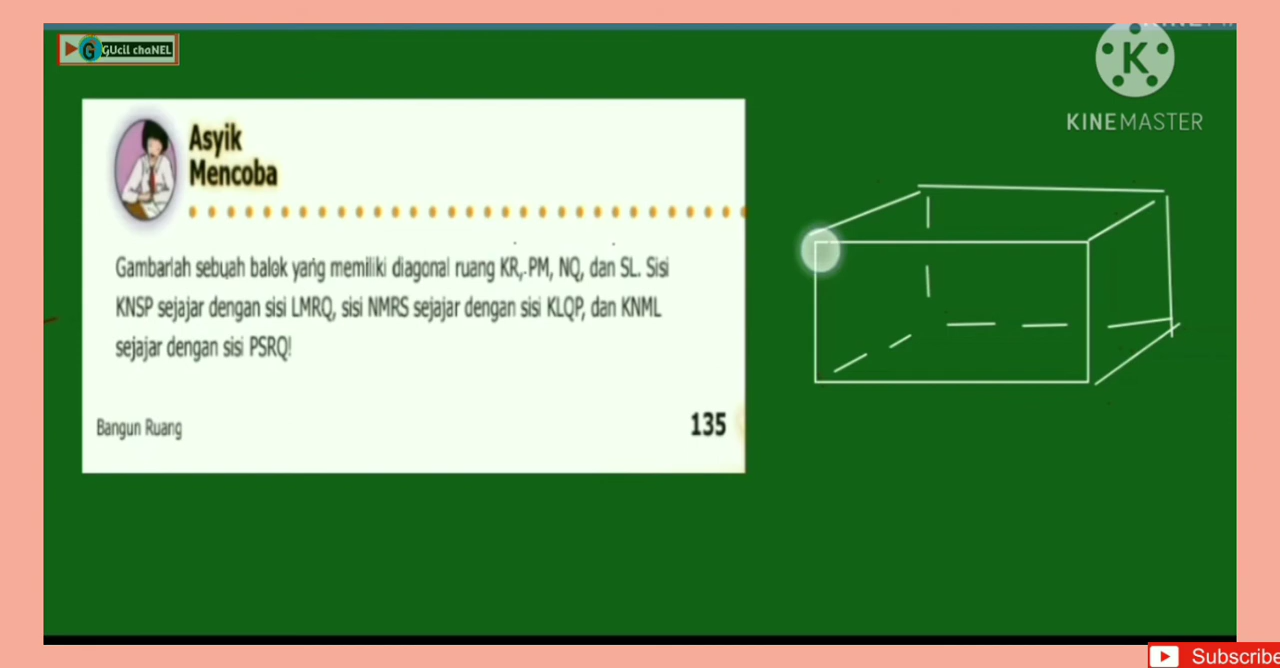 GUcil chaNEL
KINEMASTER
Asyik
Mencoba
Gambarlah sebuah balok yang memiliki diagonal ruang KR, PM, NQ, dan SL. Sisi
KNSP sejajar dengan sisi LMRQ, sisi NMRS sejajar dengan sisi KLQP, dan KNML
sejajar dengan sisi PSRQ!
Bangun Ruang
135
Subscribe